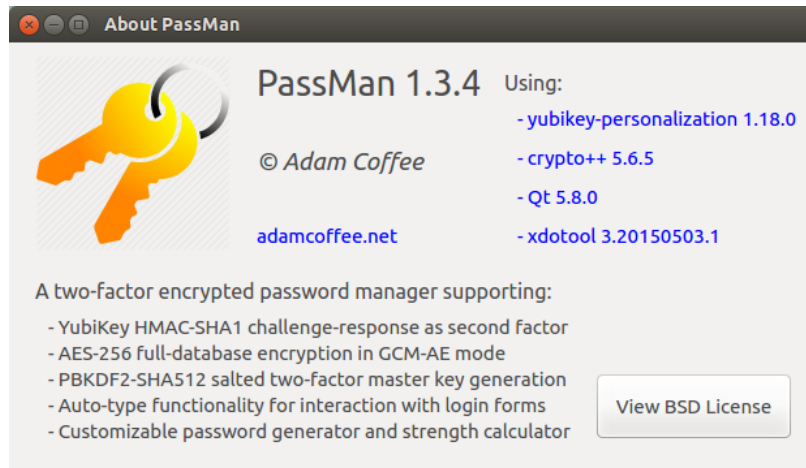 About PassMan
PassMan 1.3.4
© Adam Coffee
adamcoffee.net
Using:
- yubikey-personalization 1.18.0
- crypto++ 5.6.5
- Qt 5.8.0
- xdotool 3.20150503.1
A two-factor encrypted password manager supporting:
- YubiKey HMAC-SHA1 challenge-response as second factor
- AES-256 full-database encryption in GCM-AE mode
- PBKDF2-SHA512 salted two-factor master key generation
- Auto-type functionality for interaction with login forms
- Customizable password generator and strength calculator
View BSD License